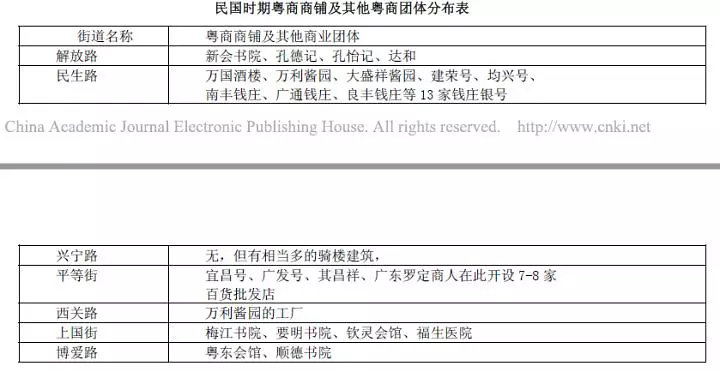 民国时期粤商商铺及其他粤商团体分布表
街道名称 粤商商铺及其他商业团体
解放路 新会书院、孔德记、孔怡记、达和
民生路 万国酒楼、万利酱园、大盛祥酱园、建荣号、均兴号、
南丰钱庄、广通钱庄、良丰钱庄等 13 家钱庄银号
China Academic Journal Electronic Publishing House. All rights reserved. http://www.cnki.net
兴宁路 无，但有相当多的骑楼建筑，
平等街 宜昌号、广发号、其昌祥、广东罗定商人在此开设 7-8 家
百货批发店
西关路 万利酱园的工厂
上国街 梅江书院、要明书院、钦灵会馆、福生医院
博爱路 粤东会馆、顺德书院